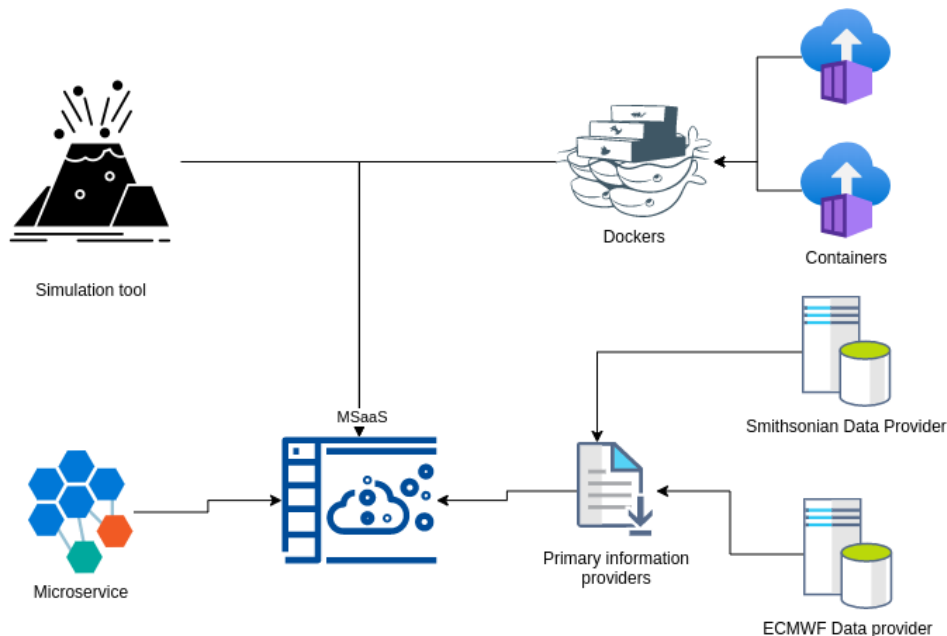 Dockers
Containers
Simulation tool
MSaaS
Smithsonian Data Provider
Microservice
Primary information
providers
ECMWF Data provider